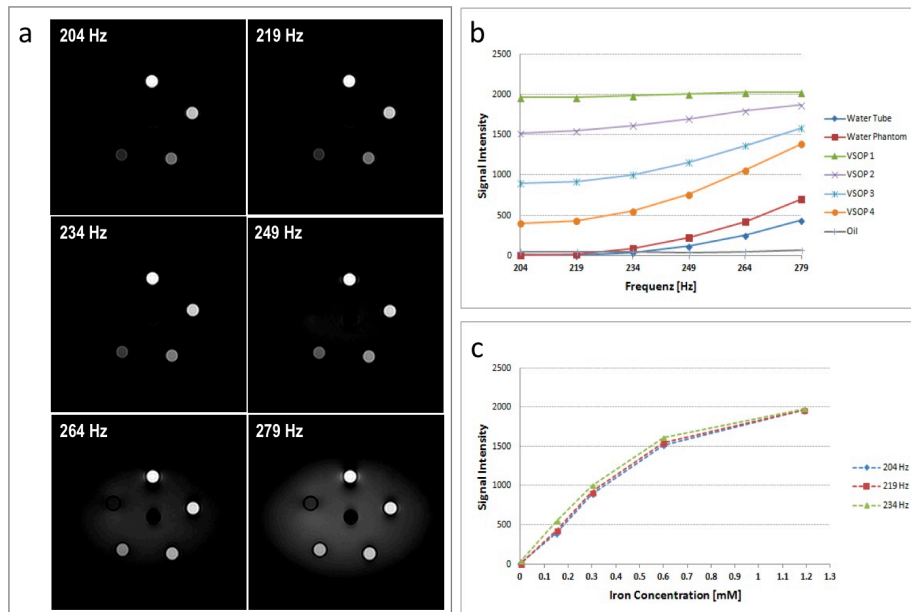 a
204 Hz
219 Hz
234 Hz
249 Hz
264 Hz
279 Hz
b
2500
2000
1500
1000
500
0
204
219
234
249
264
279
Signal Intensity
Frequenz [Hz]
Water Tube
Water Phantom
VSOP 1
VSOP 2
VSOP 3
VSOP 4
Oil
c
2500
2000
1500
1000
500
0
0
0.1
0.2
0.3
0.4
0.5
0.6
0.7
0.8
0.9
1
1.1
1.2
1.3
Signal Intensity
Iron Concentration [mM]
204 Hz
219 Hz
234 Hz